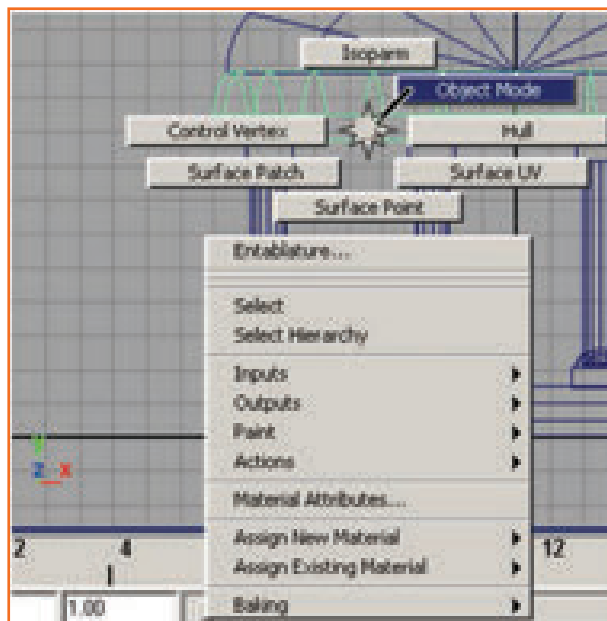 Isoparm
Object Mode
Control Vertex
Hull
Surface Patch
Surface UV
Surface Point
Entablature...
Select
Select Hierarchy
Inputs
Outputs
Paint
Actions
Material Attributes...
Y
Z X
Assign New Material
2 4 12
Assign Existing Material
Baking
1.00